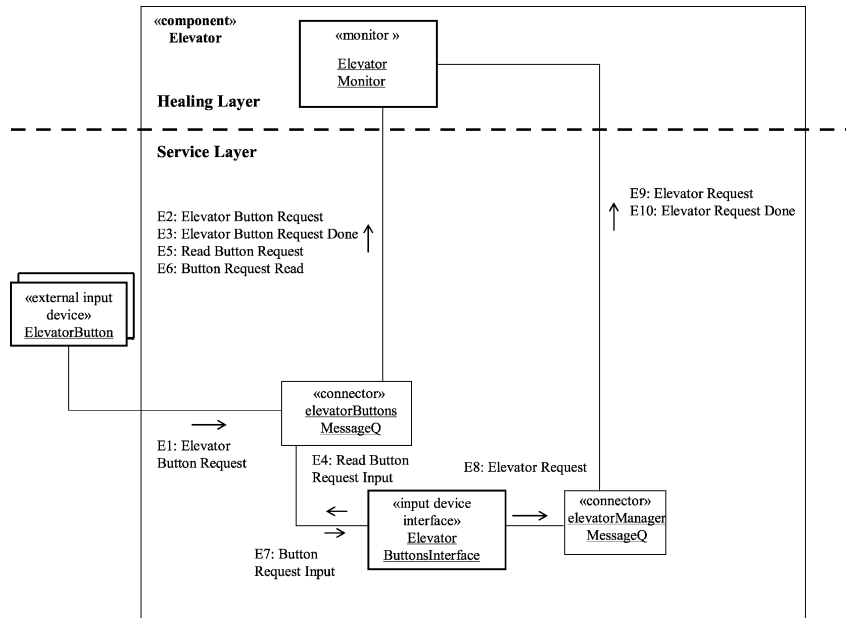 «component»
Elevator
«monitor »
Elevator
Monitor
Healing Layer
Service Layer
E9: Elevator Request
E10: Elevator Request Done
E2: Elevator Button Request
E3: Elevator Button Request Done
E5: Read Button Request
E6: Button Request Read
«external input
device»
ElevatorButton
«connector»
elevatorButtons
MessageQ
E1: Elevator
Button Request
E4: Read Button
Request Input
E8: Elevator Request
«input device
interface»
Elevator
ButtonsInterface
«connector»
elevatorManager
MessageQ
E7: Button
Request Input